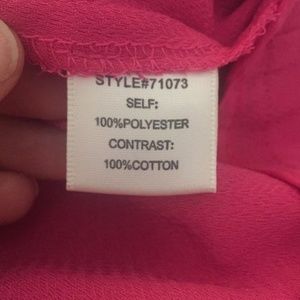 STYLE#71073
SELF:
100%POLYESTER
CONTRAST:
100%COTTON